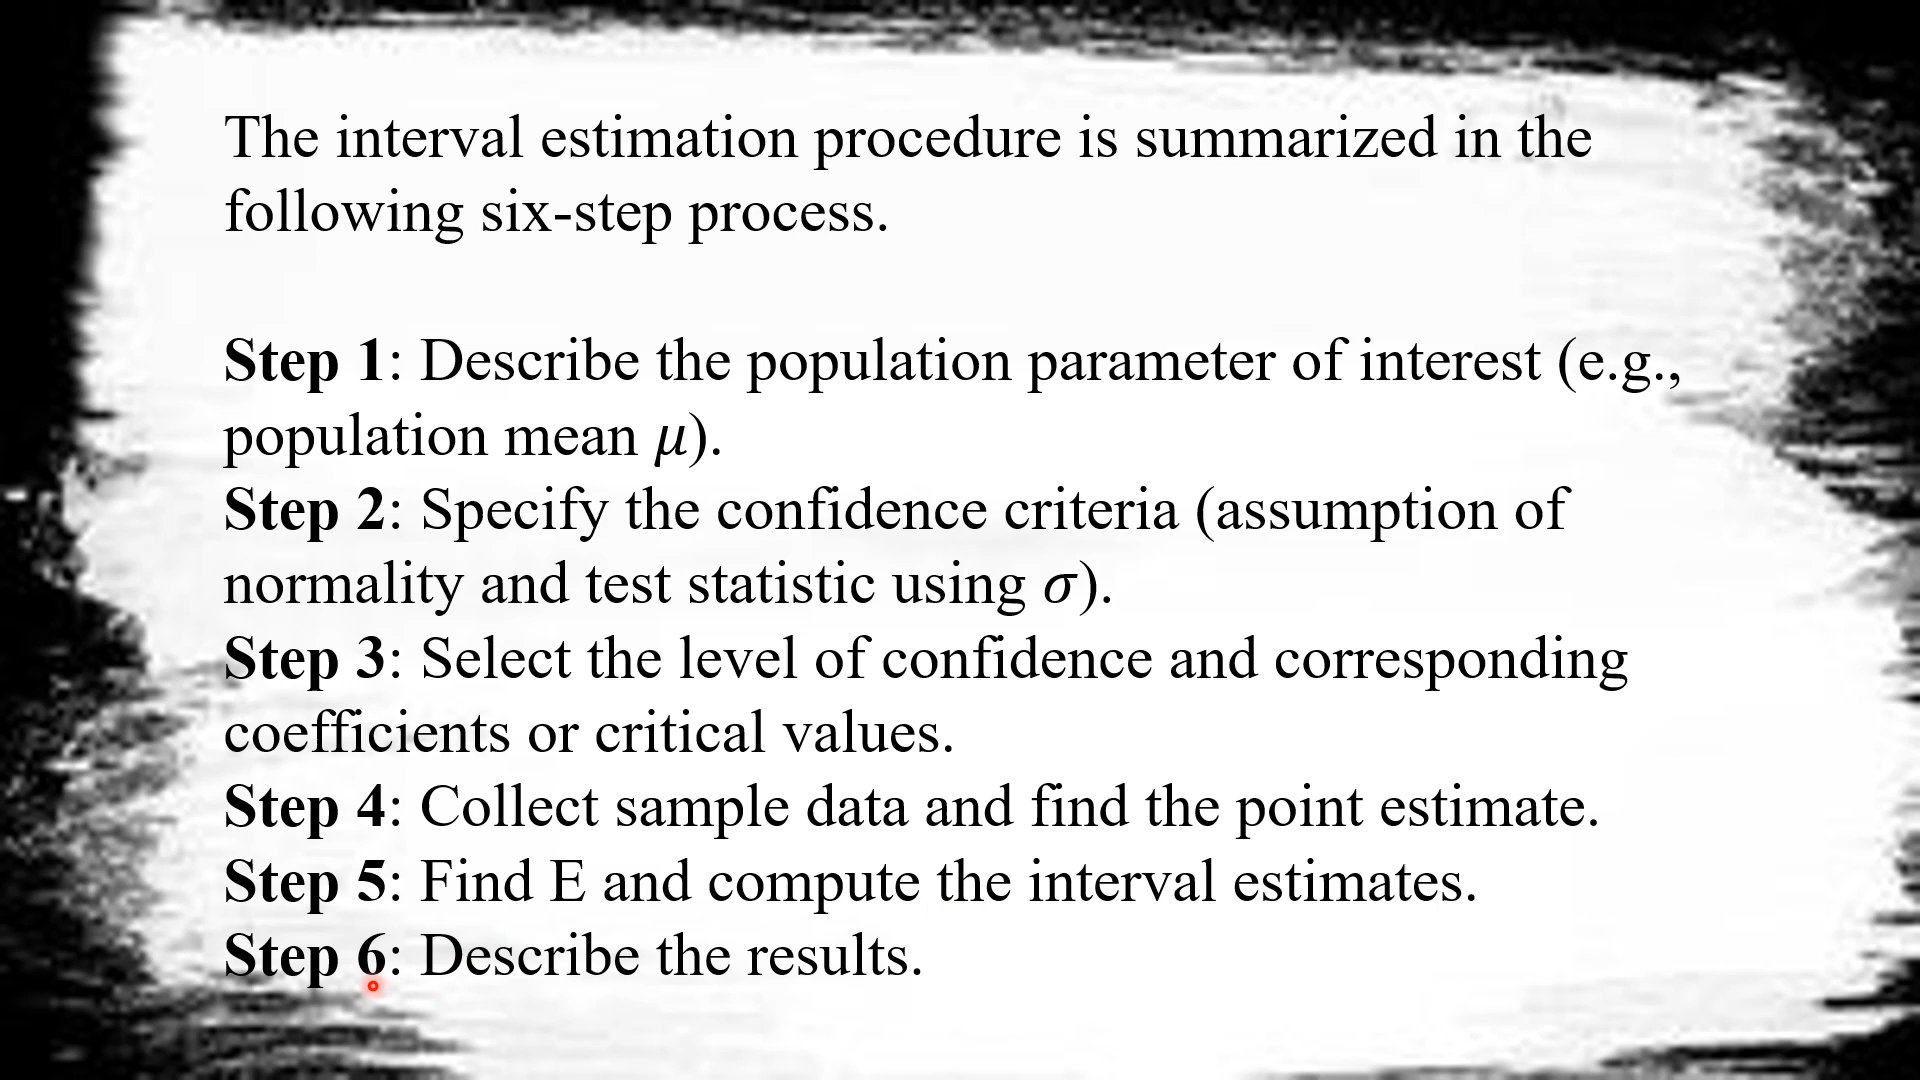 The interval estimation procedure is summarized in the
following six-step process.
Step 1: Describe the population parameter of interest (e.g.,
population mean μ).
Step 2: Specify the confidence criteria (assumption of
normality and test statistic using σ).
Step 3: Select the level of confidence and corresponding
coefficients or critical values.
Step 4: Collect sample data and find the point estimate.
Step 5: Find E and compute the interval estimates.
Step 6: Describe the results.